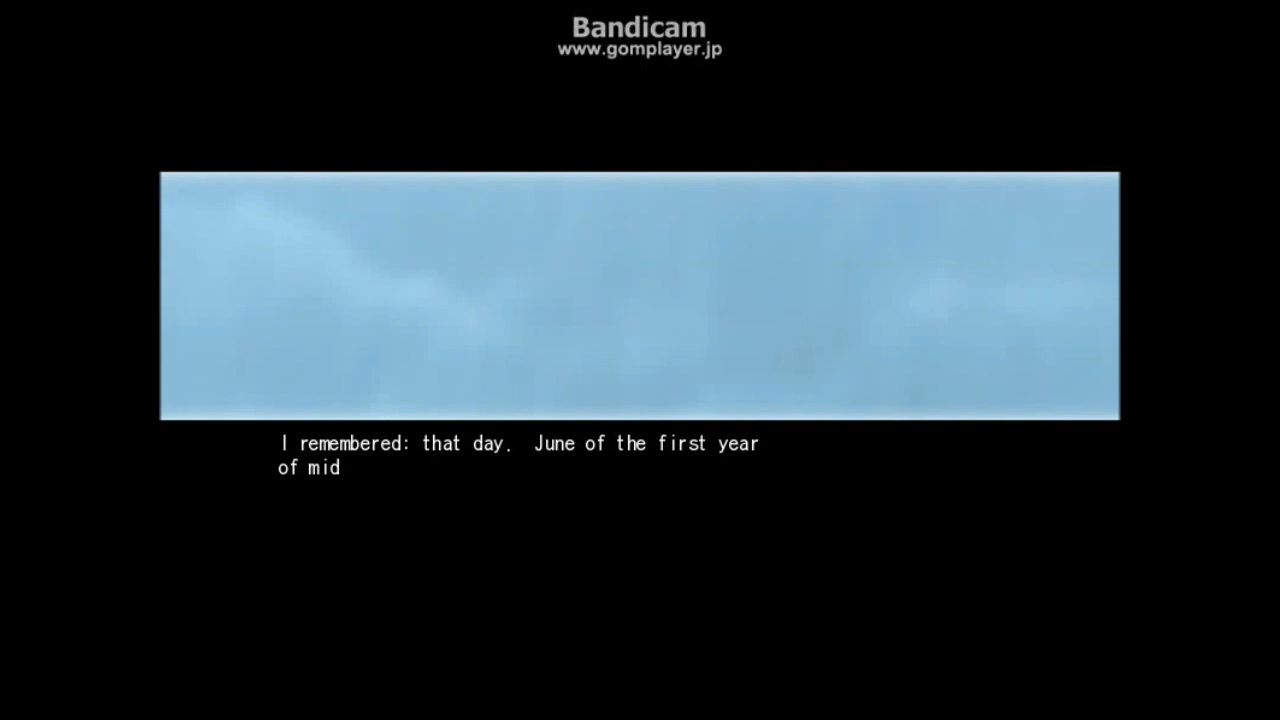 Bandicam
www.gomplayer.jp
I remembered: that day. June of the first year
of mid